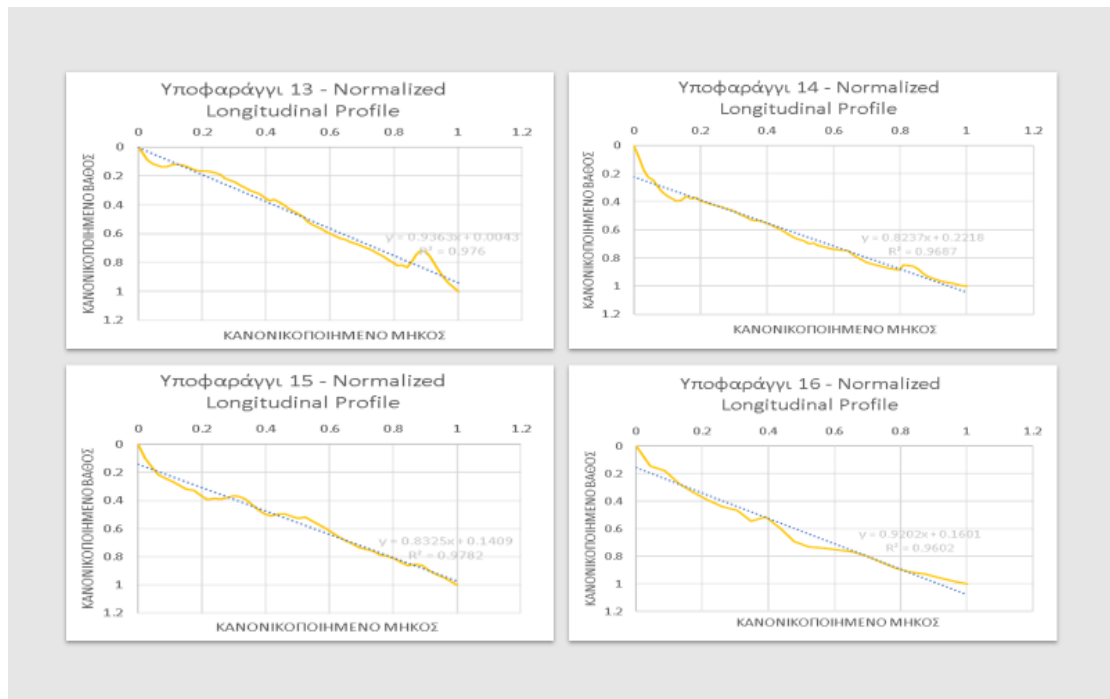 Υποφαράγγι 13 - Normalized
Longitudinal Profile
0 0.2 0.4 0.6 0.8 1 1.2
0
0.2
0.4
0.6
0.8
1
1.2
ΚΑΝΟΝΙΚΟΠΟΙΗΜΕΝΟ ΒΑΘΟΣ
y = 0.9363x + 0.0043
R² = 0.976
ΚΑΝΟΝΙΚΟΠΟΙΗΜΕΝΟ ΜΗΚΟΣ
Υποφαράγγι 14 - Normalized
Longitudinal Profile
0 0.2 0.4 0.6 0.8 1 1.2
0
0.2
0.4
0.6
0.8
1
1.2
ΚΑΝΟΝΙΚΟΠΟΙΗΜΕΝΟ ΒΑΘΟΣ
y = 0.8237x + 0.2218
R² = 0.9687
ΚΑΝΟΝΙΚΟΠΟΙΗΜΕΝΟ ΜΗΚΟΣ
Υποφαράγγι 15 - Normalized
Longitudinal Profile
0 0.2 0.4 0.6 0.8 1 1.2
0
0.2
0.4
0.6
0.8
1
1.2
ΚΑΝΟΝΙΚΟΠΟΙΗΜΕΝΟ ΒΑΘΟΣ
y = 0.8325x + 0.1409
R² = 0.9782
ΚΑΝΟΝΙΚΟΠΟΙΗΜΕΝΟ ΜΗΚΟΣ
Υποφαράγγι 16 - Normalized
Longitudinal Profile
0 0.2 0.4 0.6 0.8 1 1.2
0
0.2
0.4
0.6
0.8
1
1.2
ΚΑΝΟΝΙΚΟΠΟΙΗΜΕΝΟ ΒΑΘΟΣ
y = 0.9202x + 0.1601
R² = 0.9602
ΚΑΝΟΝΙΚΟΠΟΙΗΜΕΝΟ ΜΗΚΟΣ